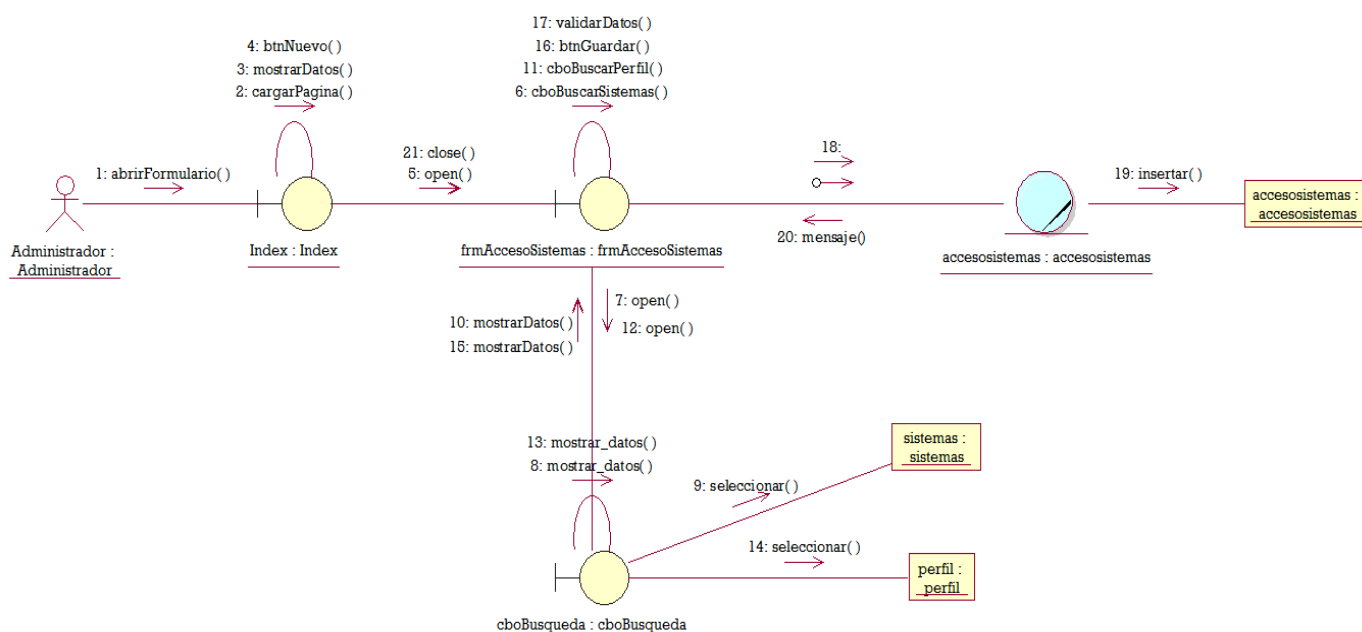 17: validarDatos( )
4: btnNuevo( )
16: btnGuardar( )
3: mostrarDatos( )
11: cboBuscarPerfil( )
2: cargarPagina( )
6: cboBuscarSistemas( )
1: abrirFormulario( )
21: close( )
5: open( )
18:
19: insertar( )
20: mensaje()
Administrador :
Administrador
Index : Index
frmAccesoSistemas : frmAccesoSistemas
accesosistemas : accesosistemas
accesosistemas :
accesosistemas
7: open( )
10: mostrarDatos( )
12: open( )
15: mostrarDatos( )
13: mostrar_datos( )
8: mostrar_datos( )
sistemas :
sistemas
9: seleccionar( )
14: seleccionar( )
perfil :
perfil
cboBusqueda : cboBusqueda